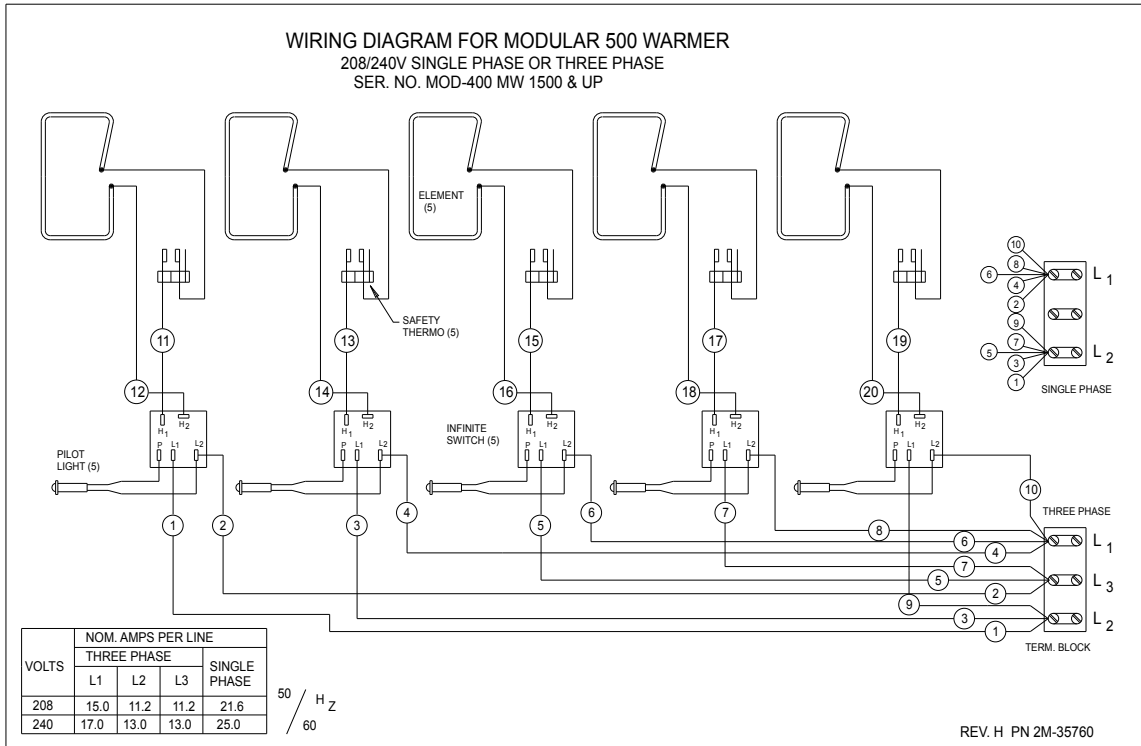 WIRING DIAGRAM FOR MODULAR 500 WARMER
208/240V SINGLE PHASE OR THREE PHASE
SER. NO. MOD-400 MW 1500 & UP
ELEMENT
(5)
SAFETY
THERMO (5)
11
13
15
17
19
12
14
16
18
20
10
8
6
4
2
L1
9
7
5
3
1
L2
SINGLE PHASE
H1 H2
P L1 L2
H1 H2
P L1 L2
H1 H2
P L1 L2
H1 H2
P L1 L2
H1 H2
P L1 L2
INFINITE
SWITCH (5)
PILOT
LIGHT (5)
1
2
3
4
5
6
7
8
6
4
10
THREE PHASE
L1
7
5
2
L3
9
3
1
L2
TERM. BLOCK
NOM. AMPS PER LINE
VOLTS THREE PHASE SINGLE PHASE
L1 L2 L3
208 15.0 11.2 11.2 21.6
240 17.0 13.0 13.0 25.0
50/60 HZ
REV. H PN 2M-35760